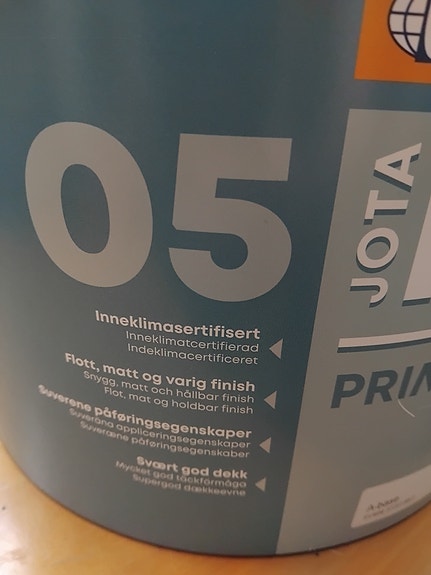 05
Inneklimasertifisert
Inneklimatcertifierad
Indeklimacertificeret
Flott, matt og varig finish
Snygg, matt och hållbar finish
Flot, mat og holdbar finish
Suverene påføringsegenskaper
Suveräna appliceringsegenskaper
Suveræne påføringsegenskaber
Svært god dekk
Mycket god täckförmåga
Supergod dækkeevne
JOTA
PRIM
A-base